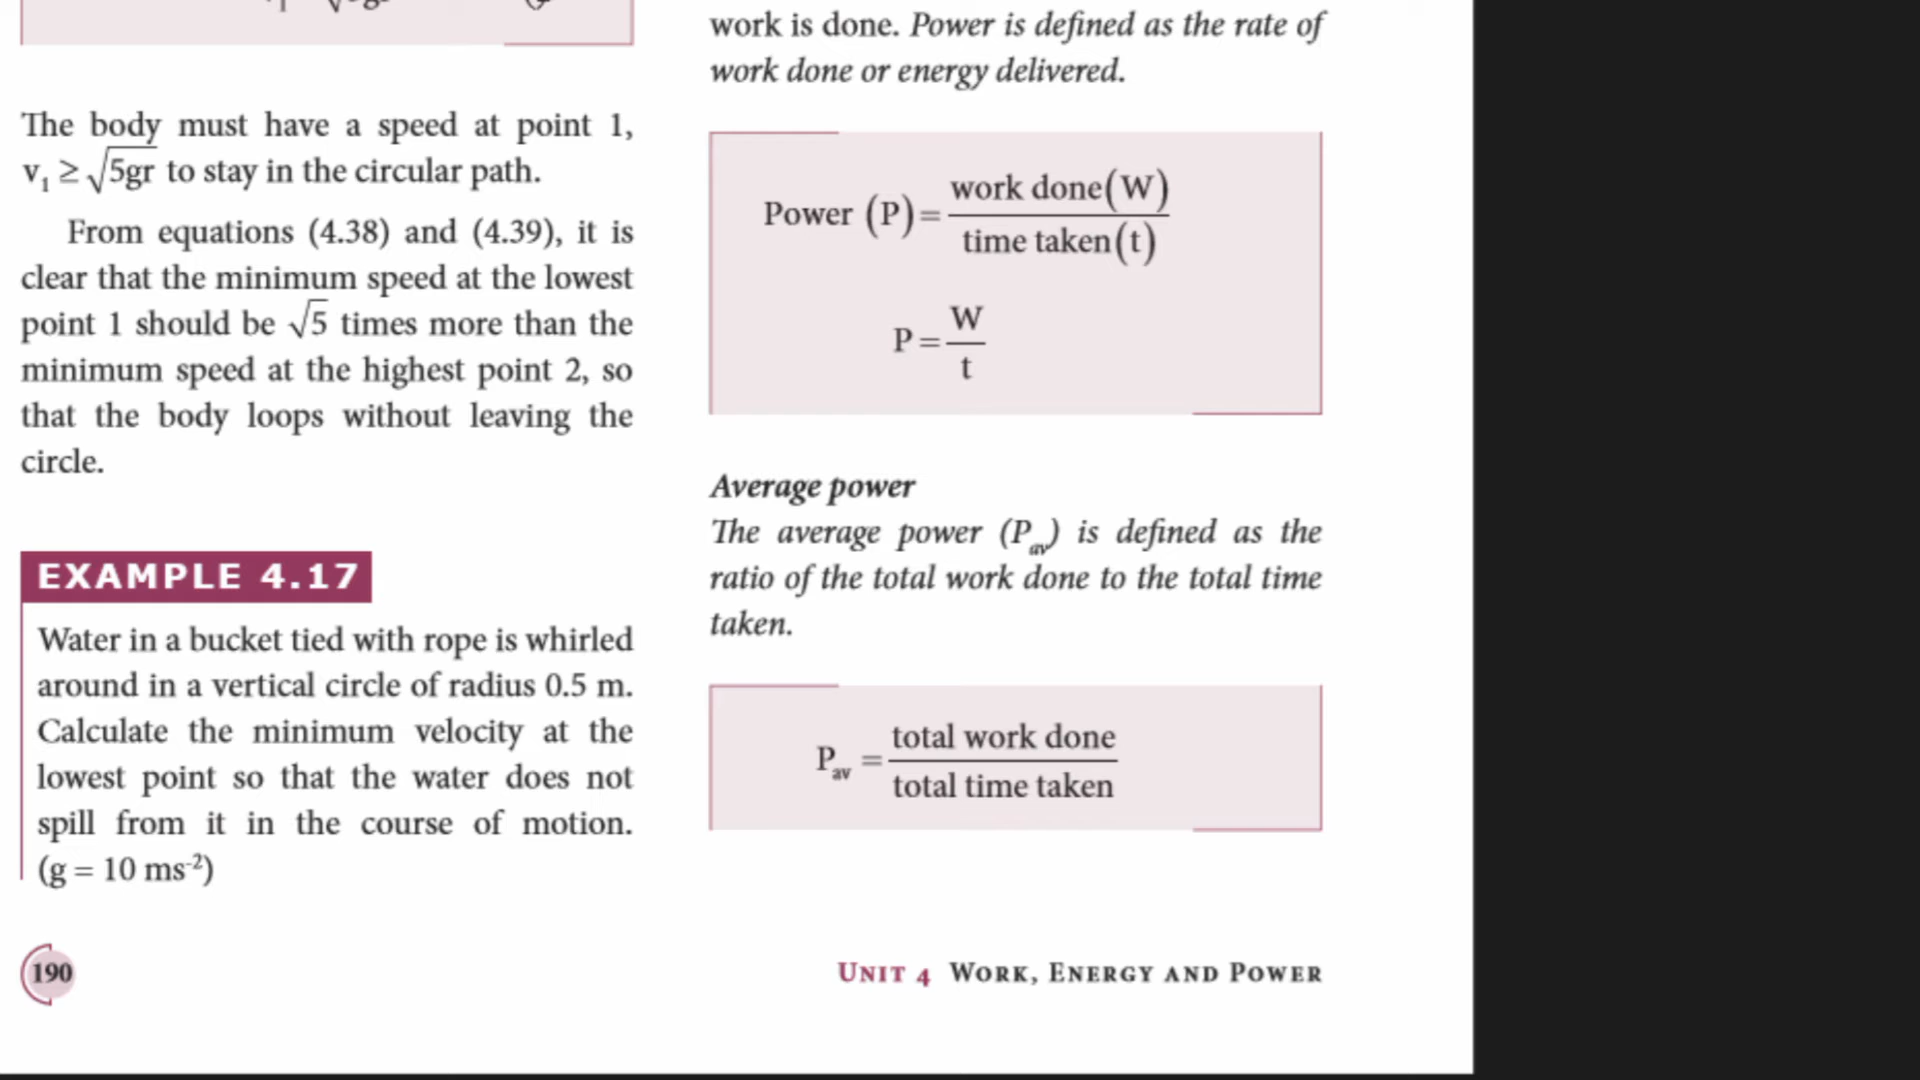 The body must have a speed at point 1,
v₁ ≥ √5gr to stay in the circular path.
From equations (4.38) and (4.39), it is
clear that the minimum speed at the lowest
point 1 should be √5 times more than the
minimum speed at the highest point 2, so
that the body loops without leaving the
circle.
EXAMPLE 4.17
Water in a bucket tied with rope is whirled
around in a vertical circle of radius 0.5 m.
Calculate the minimum velocity at the
lowest point so that the water does not
spill from it in the course of motion.
(g = 10 ms⁻²)
work is done. Power is defined as the rate of
work done or energy delivered.
Power (P) = work done(W)
time taken(t)
P = W
t
Average power
The average power (Pav) is defined as the
ratio of the total work done to the total time
taken.
Pav = total work done
total time taken
190
UNIT 4 WORK, ENERGY AND POWER